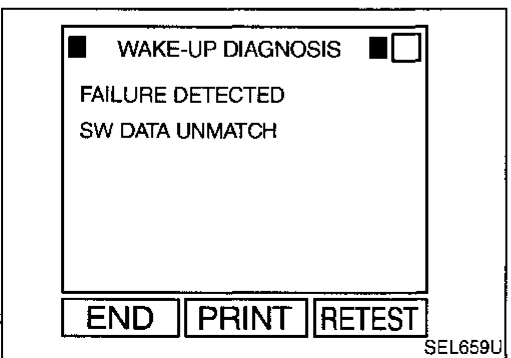 WAKE-UP DIAGNOSIS
FAILURE DETECTED
SW DATA UNMATCH
END PRINT RETEST
SEL659U